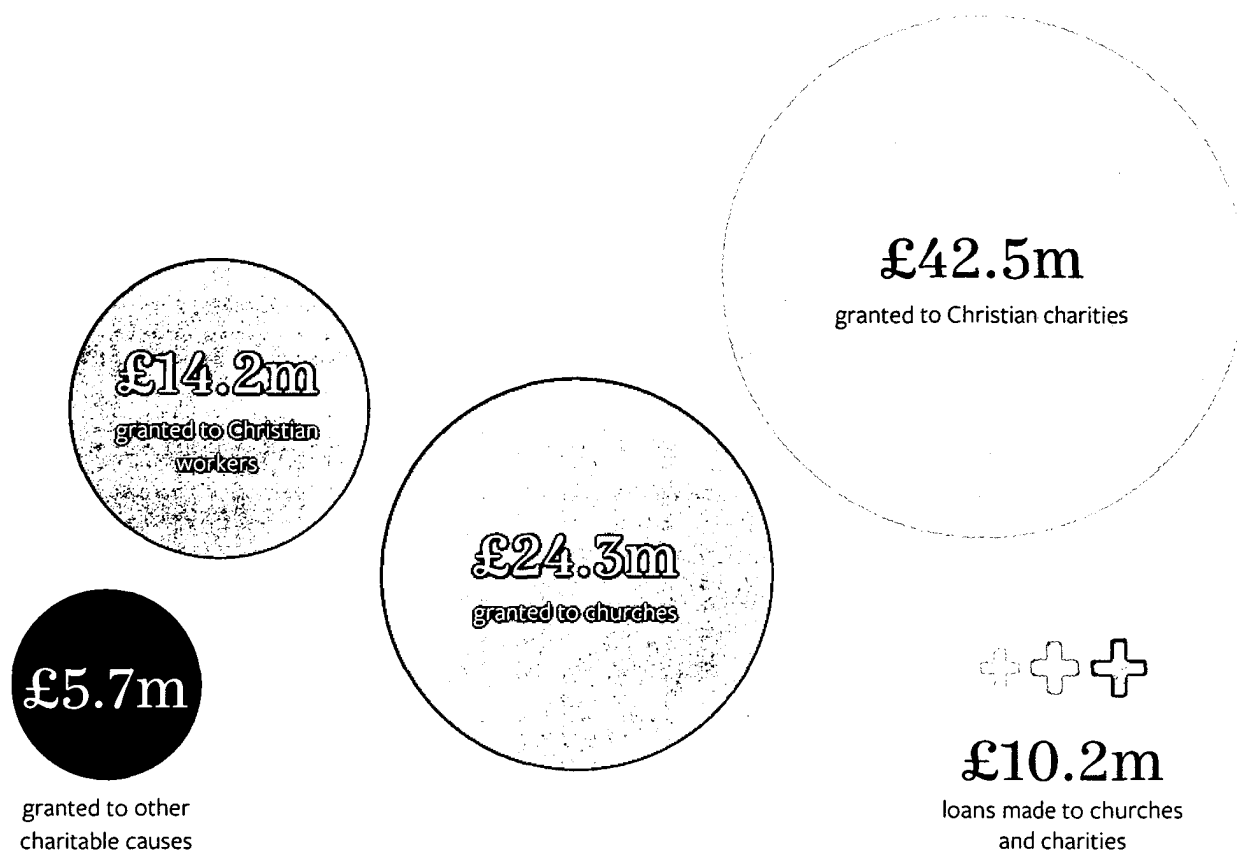 £42.5m
granted to Christian charities
£14.2m
granted to Christian
workers
£24.3m
granted to churches
£5.7m
granted to other
charitable causes
£10.2m
loans made to churches
and charities